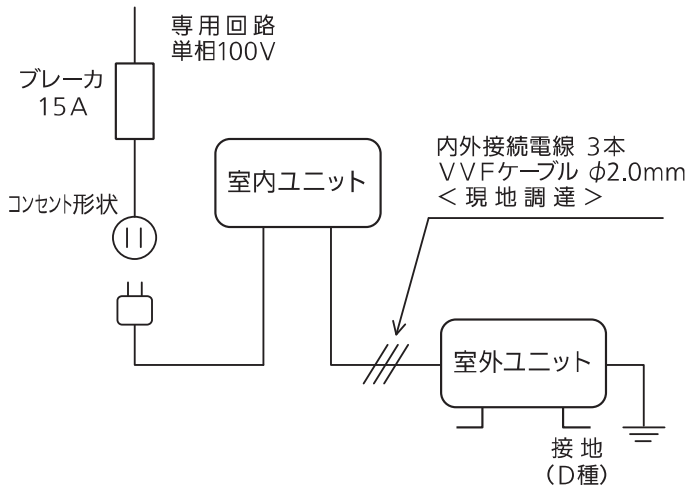 専用回路
単相100V
ブレーカ
15A
コンセント形状
室内ユニット
内外接続電線 3本
VVFケーブル φ2.0mm
<現地調達>
室外ユニット
接地
(D種)